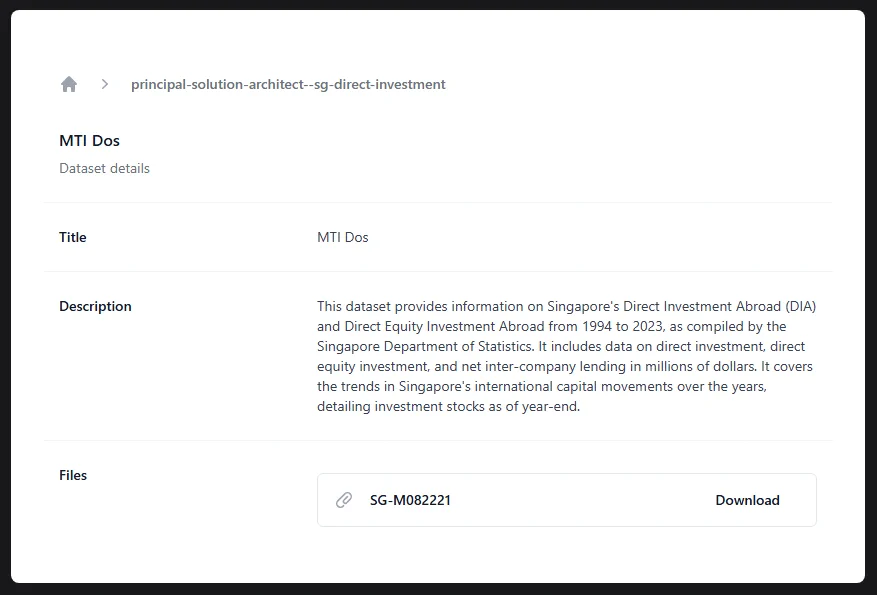 principal-solution-architect--sg-direct-investment
MTI Dos
Dataset details
Title
MTI Dos
Description
This dataset provides information on Singapore's Direct Investment Abroad (DIA)
and Direct Equity Investment Abroad from 1994 to 2023, as compiled by the
Singapore Department of Statistics. It includes data on direct investment, direct
equity investment, and net inter-company lending in millions of dollars. It covers
the trends in Singapore's international capital movements over the years,
detailing investment stocks as of year-end.
Files
SG-M082221
Download